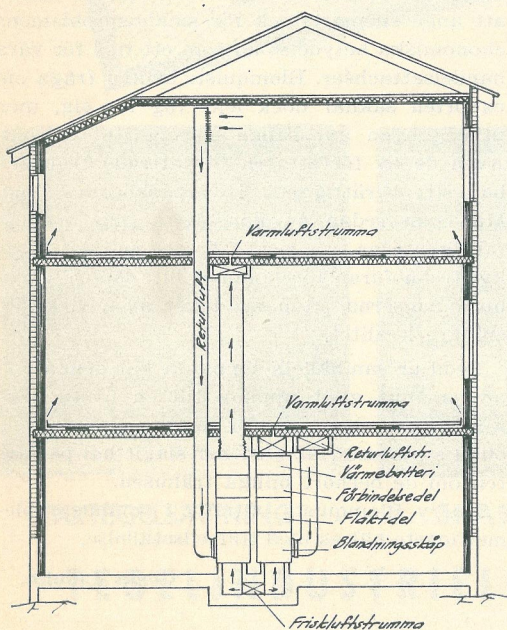 Varmluftstrumma
Returluft
Varmluftstrumma
Returluftstr.
Värmebatteri
Förbindelsedel
Fläktdel
Blandningsskåp
Friskluftstrumma